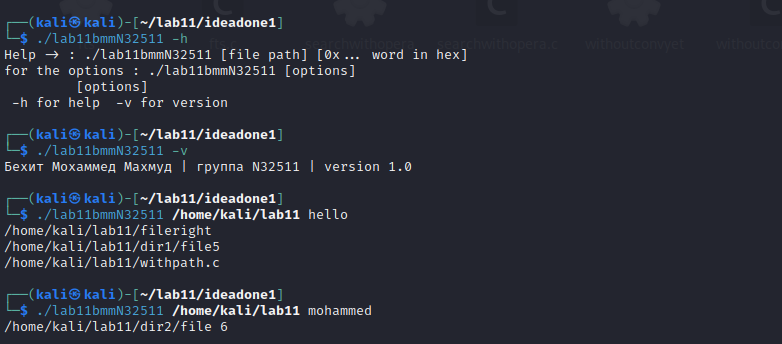 ┌──(kali㉿kali)-[~/lab11/ideadone1]
└─$ ./lab11bmmN32511 -h
Help -> : ./lab11bmmN32511 [file path] [0x... word in hex]
for the options : ./lab11bmmN32511 [options]
[options]
-h for help  -v for version
┌──(kali㉿kali)-[~/lab11/ideadone1]
└─$ ./lab11bmmN32511 -v
Бехит Мохаммед Махмуд | группа N32511 | version 1.0
┌──(kali㉿kali)-[~/lab11/ideadone1]
└─$ ./lab11bmmN32511 /home/kali/lab11 hello
/home/kali/lab11/fileright
/home/kali/lab11/dir1/file5
/home/kali/lab11/withpath.c
┌──(kali㉿kali)-[~/lab11/ideadone1]
└─$ ./lab11bmmN32511 /home/kali/lab11 mohammed
/home/kali/lab11/dir2/file 6